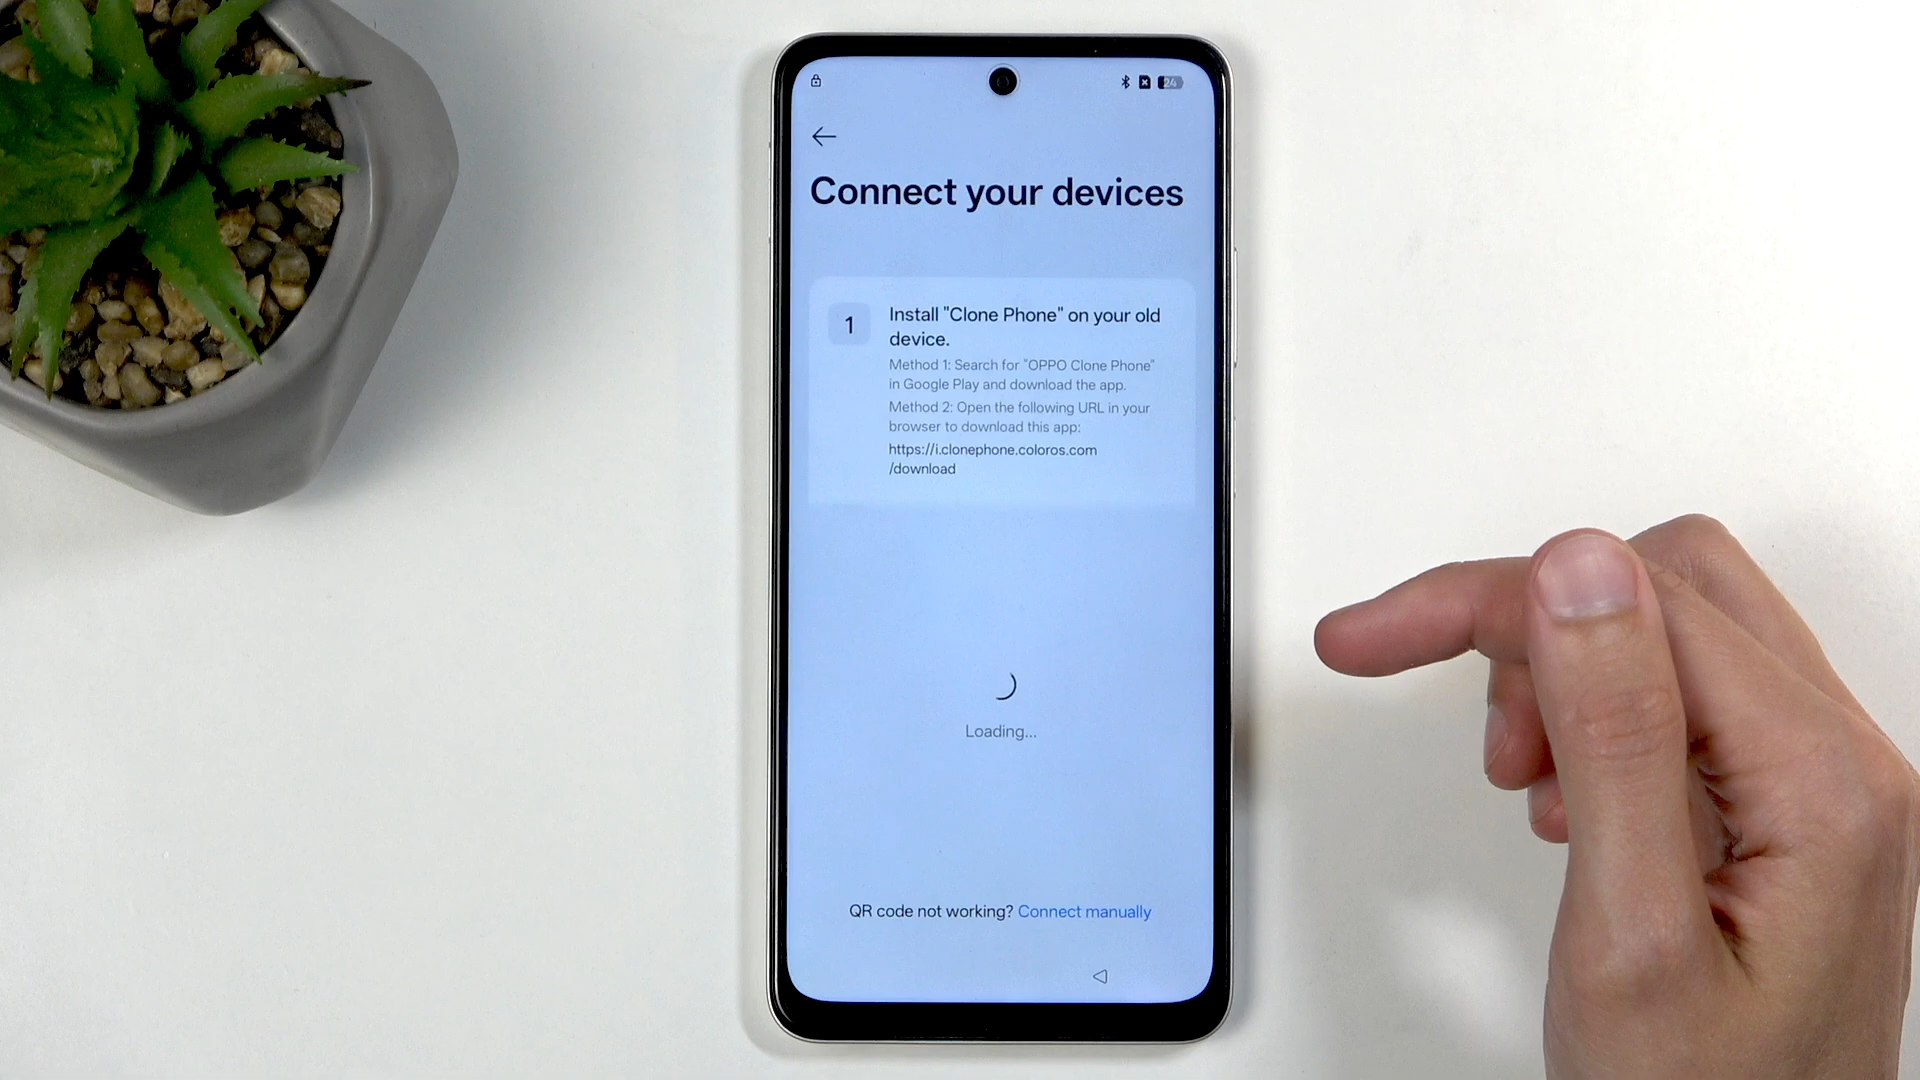 24
Connect your devices
1
Install "Clone Phone" on your old
device.
Method 1: Search for "OPPO Clone Phone"
in Google Play and download the app.
Method 2: Open the following URL in your
browser to download this app:
https://i.clonephone.coloros.com
/download
Loading...
QR code not working? Connect manually